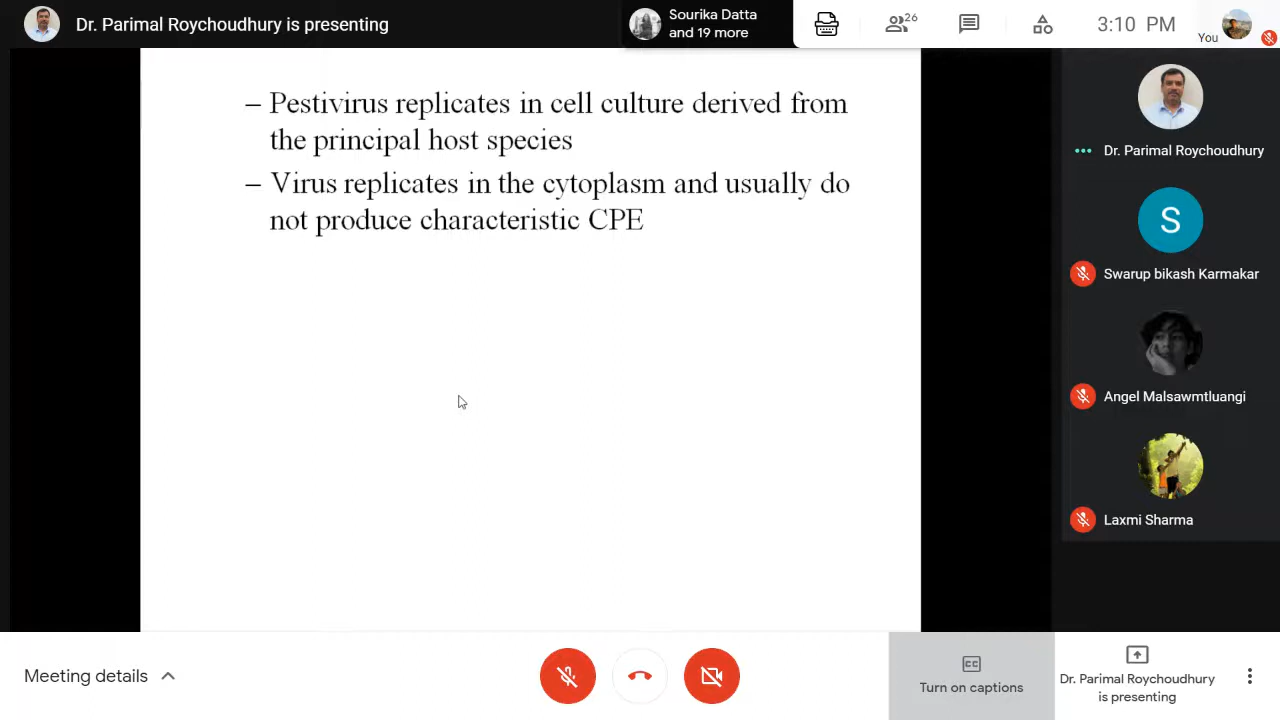 Dr. Parimal Roychoudhury is presenting
Sourika Datta
and 19 more
26
3:10 PM
You
– Pestivirus replicates in cell culture derived from
the principal host species
– Virus replicates in the cytoplasm and usually do
not produce characteristic CPE
Dr. Parimal Roychoudhury
S
Swarup bikash Karmakar
Angel Malsawmtluangi
Laxmi Sharma
Meeting details
CC
Turn on captions
Dr. Parimal Roychoudhury
is presenting